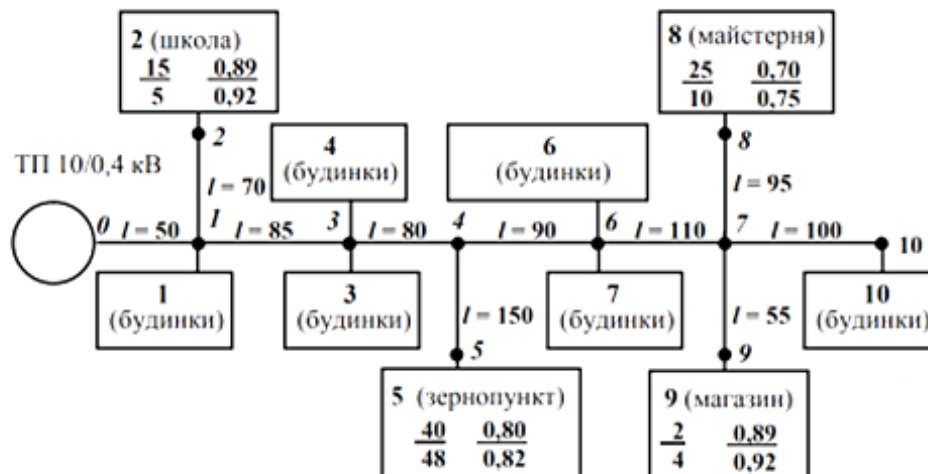 2 (школа)
15 0,89
5 0,92
8 (майстерня)
25 0,70
10 0,75
2
8
4
(будинки)
6
(будинки)
ТП 10/0,4 кВ
l = 70
l = 95
0 l = 50 1 l = 85 3 l = 80 4 l = 90 6 l = 110 7 l = 100 10
1
(будинки)
3
(будинки)
l = 150
7
(будинки)
l = 55
10
(будинки)
5
9
5 (зернопункт)
40 0,80
48 0,82
9 (магазин)
2 0,89
4 0,92